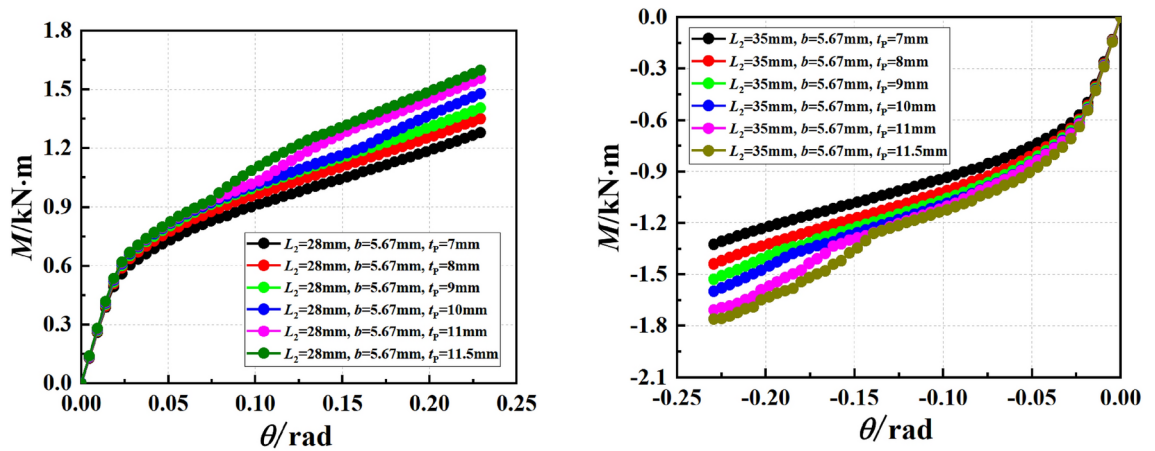 1.8
1.5
1.2
0.9
0.6
0.3
0.0
M/kN·m
L₂=28mm, b=5.67mm, tₚ=7mm
L₂=28mm, b=5.67mm, tₚ=8mm
L₂=28mm, b=5.67mm, tₚ=9mm
L₂=28mm, b=5.67mm, tₚ=10mm
L₂=28mm, b=5.67mm, tₚ=11mm
L₂=28mm, b=5.67mm, tₚ=11.5mm
0.00 0.05 0.10 0.15 0.20 0.25
θ/rad
0.0
-0.3
-0.6
-0.9
-1.2
-1.5
-1.8
-2.1
M/kN·m
L₂=35mm, b=5.67mm, tₚ=7mm
L₂=35mm, b=5.67mm, tₚ=8mm
L₂=35mm, b=5.67mm, tₚ=9mm
L₂=35mm, b=5.67mm, tₚ=10mm
L₂=35mm, b=5.67mm, tₚ=11mm
L₂=35mm, b=5.67mm, tₚ=11.5mm
-0.25 -0.20 -0.15 -0.10 -0.05 0.00
θ/rad